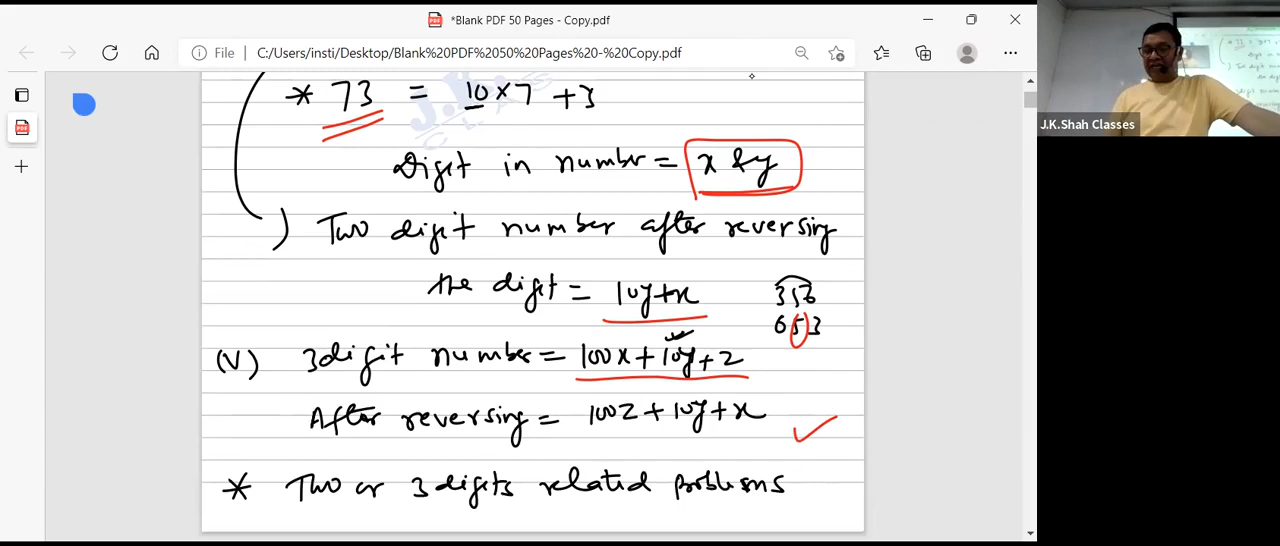 *Blank PDF 50 Pages - Copy.pdf
File C:/Users/insti/Desktop/Blank%20PDF%2050%20Pages%20-%20Copy.pdf
J.K.Shah Classes
* 73 = 10×7 +3
Digit in number = x & y
) Two digit number after reversing
the digit = 10y+x
356
653
(V) 3digit number = 100x + 10y + z
After reversing = 100z + 10y + x
* Two or 3 digits related problems